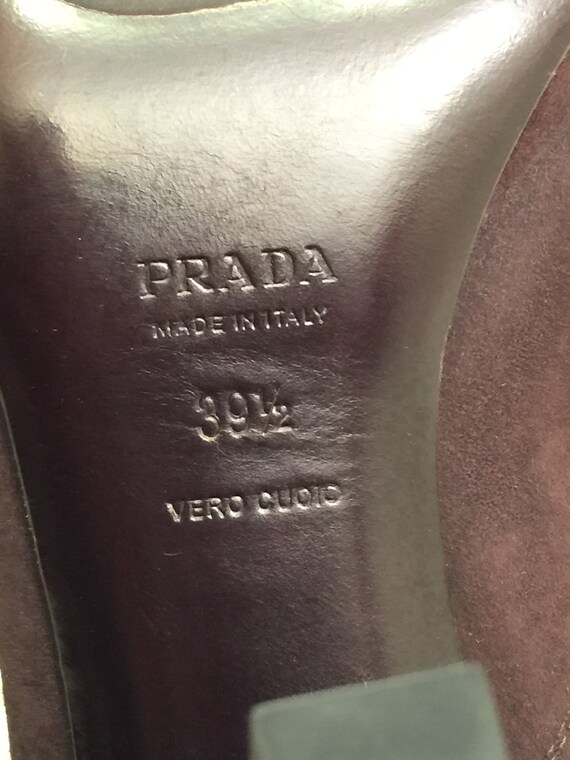 PRADA
MADE IN ITALY
39½
VERO CUOIO